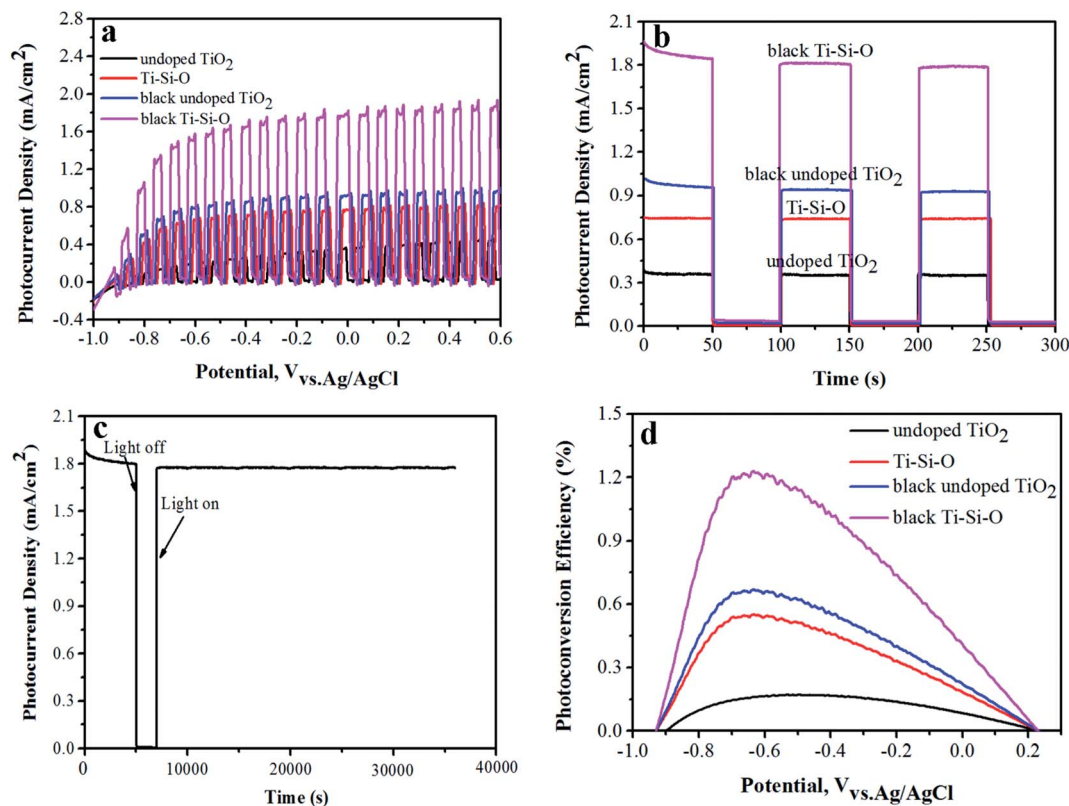 a
undoped TiO2
Ti-Si-O
black undoped TiO2
black Ti-Si-O
Photocurrent Density (mA/cm2)
2.8
2.4
2.0
1.6
1.2
0.8
0.4
0.0
-0.4
-1.0 -0.8 -0.6 -0.4 -0.2 0.0 0.2 0.4 0.6
Potential, Vvs.Ag/AgCl
b
black Ti-Si-O
black undoped TiO2
Ti-Si-O
undoped TiO2
Photocurrent Density (mA/cm2)
2.1
1.8
1.5
1.2
0.9
0.6
0.3
0.0
0 50 100 150 200 250 300
Time (s)
c
Light off
Light on
Photocurrent Density (mA/cm2)
2.1
1.8
1.5
1.2
0.9
0.6
0.3
0.0
0 10000 20000 30000 40000
Time (s)
d
undoped TiO2
Ti-Si-O
black undoped TiO2
black Ti-Si-O
Photoconversion Efficiency (%)
1.5
1.2
0.9
0.6
0.3
0.0
-1.0 -0.8 -0.6 -0.4 -0.2 0.0 0.2
Potential, Vvs.Ag/AgCl